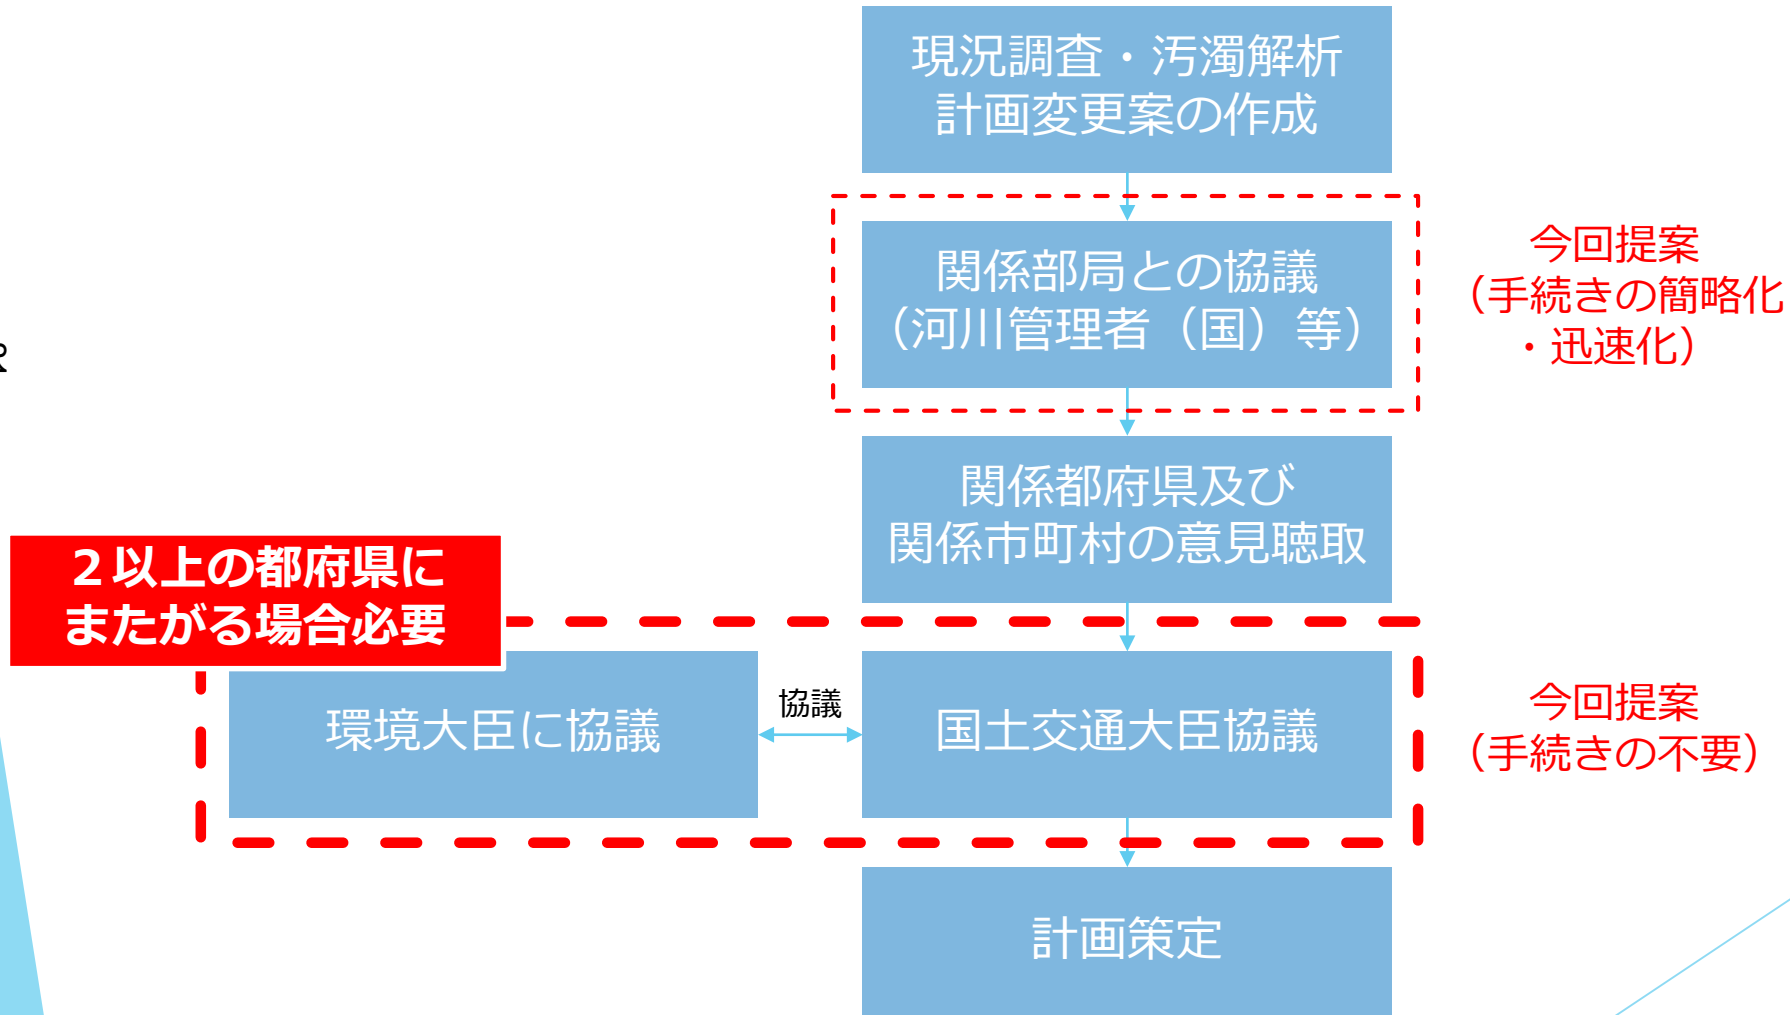 現況調査・汚濁解析
計画変更案の作成
関係部局との協議
（河川管理者（国）等）
今回提案
（手続きの簡略化
・迅速化）
関係都府県及び
関係市町村の意見聴取
２以上の都府県に
またがる場合必要
環境大臣に協議
協議
国土交通大臣協議
今回提案
（手続きの不要）
計画策定